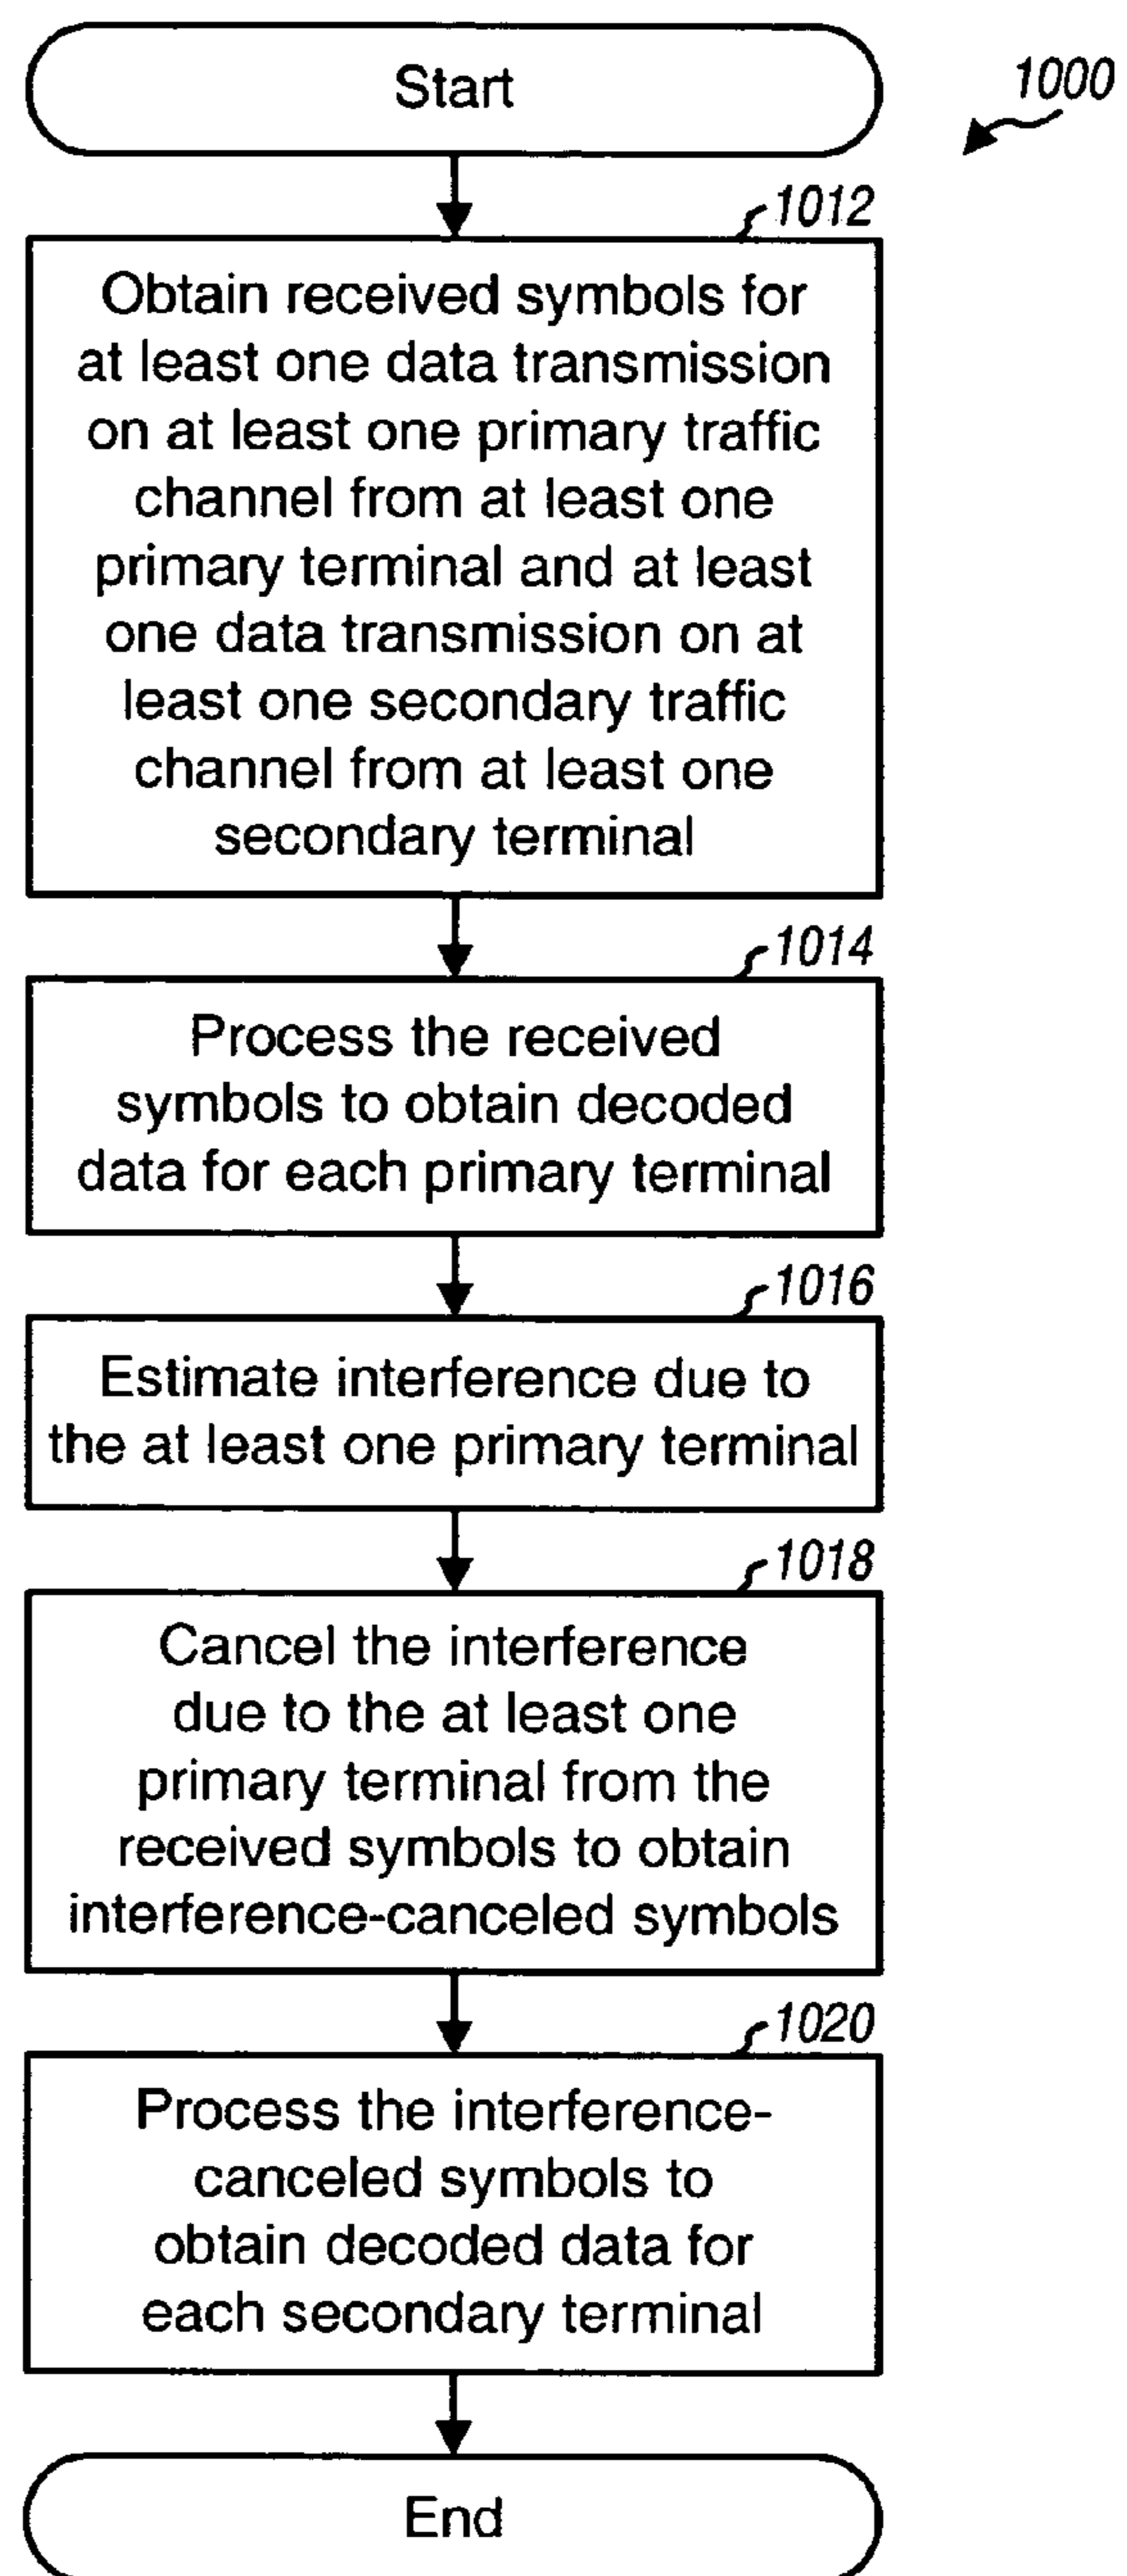 Start
1000
1012
Obtain received symbols for
at least one data transmission
on at least one primary traffic
channel from at least one
primary terminal and at least
one data transmission on at
least one secondary traffic
channel from at least one
secondary terminal
1014
Process the received
symbols to obtain decoded
data for each primary terminal
1016
Estimate interference due to
the at least one primary terminal
1018
Cancel the interference
due to the at least one
primary terminal from the
received symbols to obtain
interference-canceled symbols
1020
Process the interference-
canceled symbols to
obtain decoded data for
each secondary terminal
End